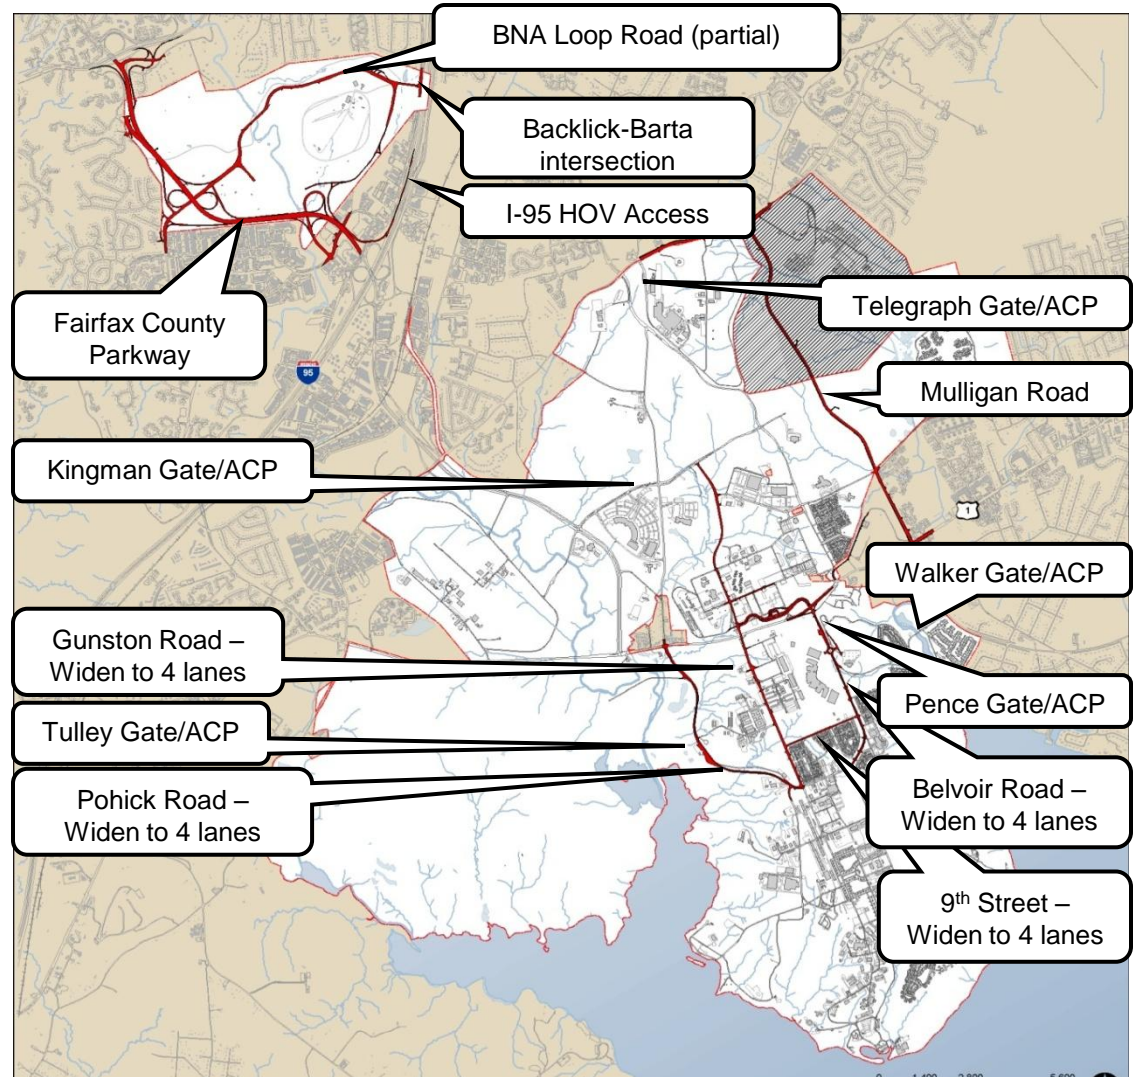 BNA Loop Road (partial)
Backlick-Barta
intersection
I-95 HOV Access
Fairfax County
Parkway
95
Telegraph Gate/ACP
Mulligan Road
Kingman Gate/ACP
1
Walker Gate/ACP
Gunston Road –
Widen to 4 lanes
Pence Gate/ACP
Tulley Gate/ACP
Belvoir Road –
Widen to 4 lanes
Pohick Road –
Widen to 4 lanes
9th Street –
Widen to 4 lanes